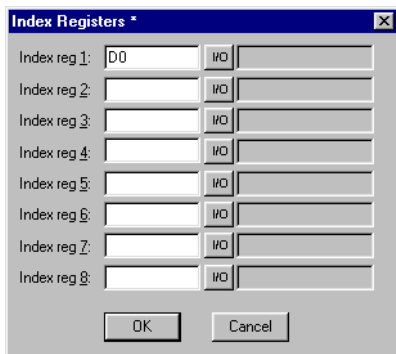 Index Registers *
Index reg 1: D0 I/O
Index reg 2: I/O
Index reg 3: I/O
Index reg 4: I/O
Index reg 5: I/O
Index reg 6: I/O
Index reg 7: I/O
Index reg 8: I/O
OK Cancel